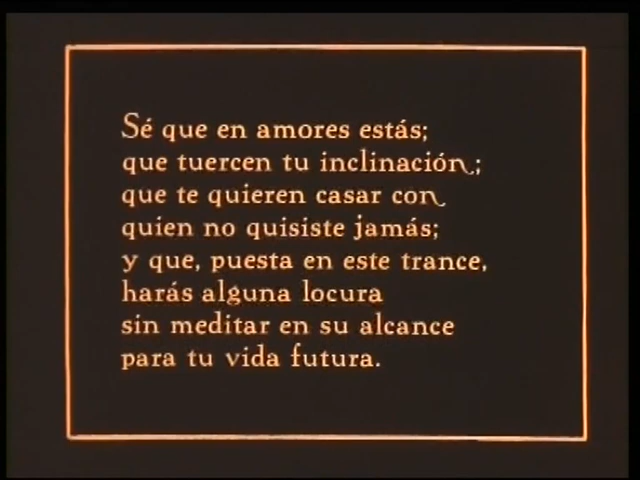 Sé que en amores estás;
que tuercen tu inclinación;
que te quieren casar con
quien no quisiste jamás;
y que, puesta en este trance,
harás alguna locura
sin meditar en su alcance
para tu vida futura.